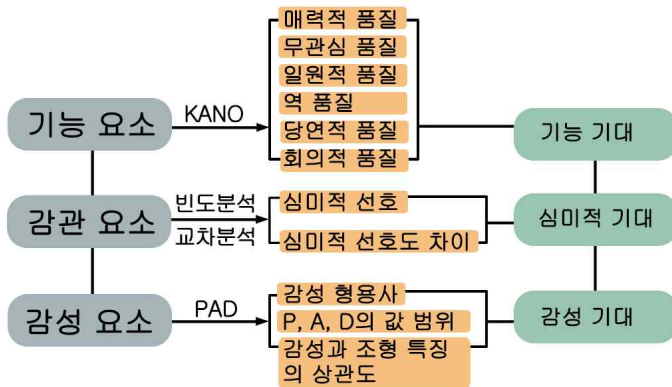 매력적 품질
무관심 품질
일원적 품질
역 품질
당연적 품질
회의적 품질
기능 요소
KANO
기능 기대
감관 요소
빈도분석
교차분석
심미적 선호
심미적 선호도 차이
심미적 기대
감성 요소
PAD
감성 형용사
P, A, D의 값 범위
감성과 조형 특징
의 상관도
감성 기대